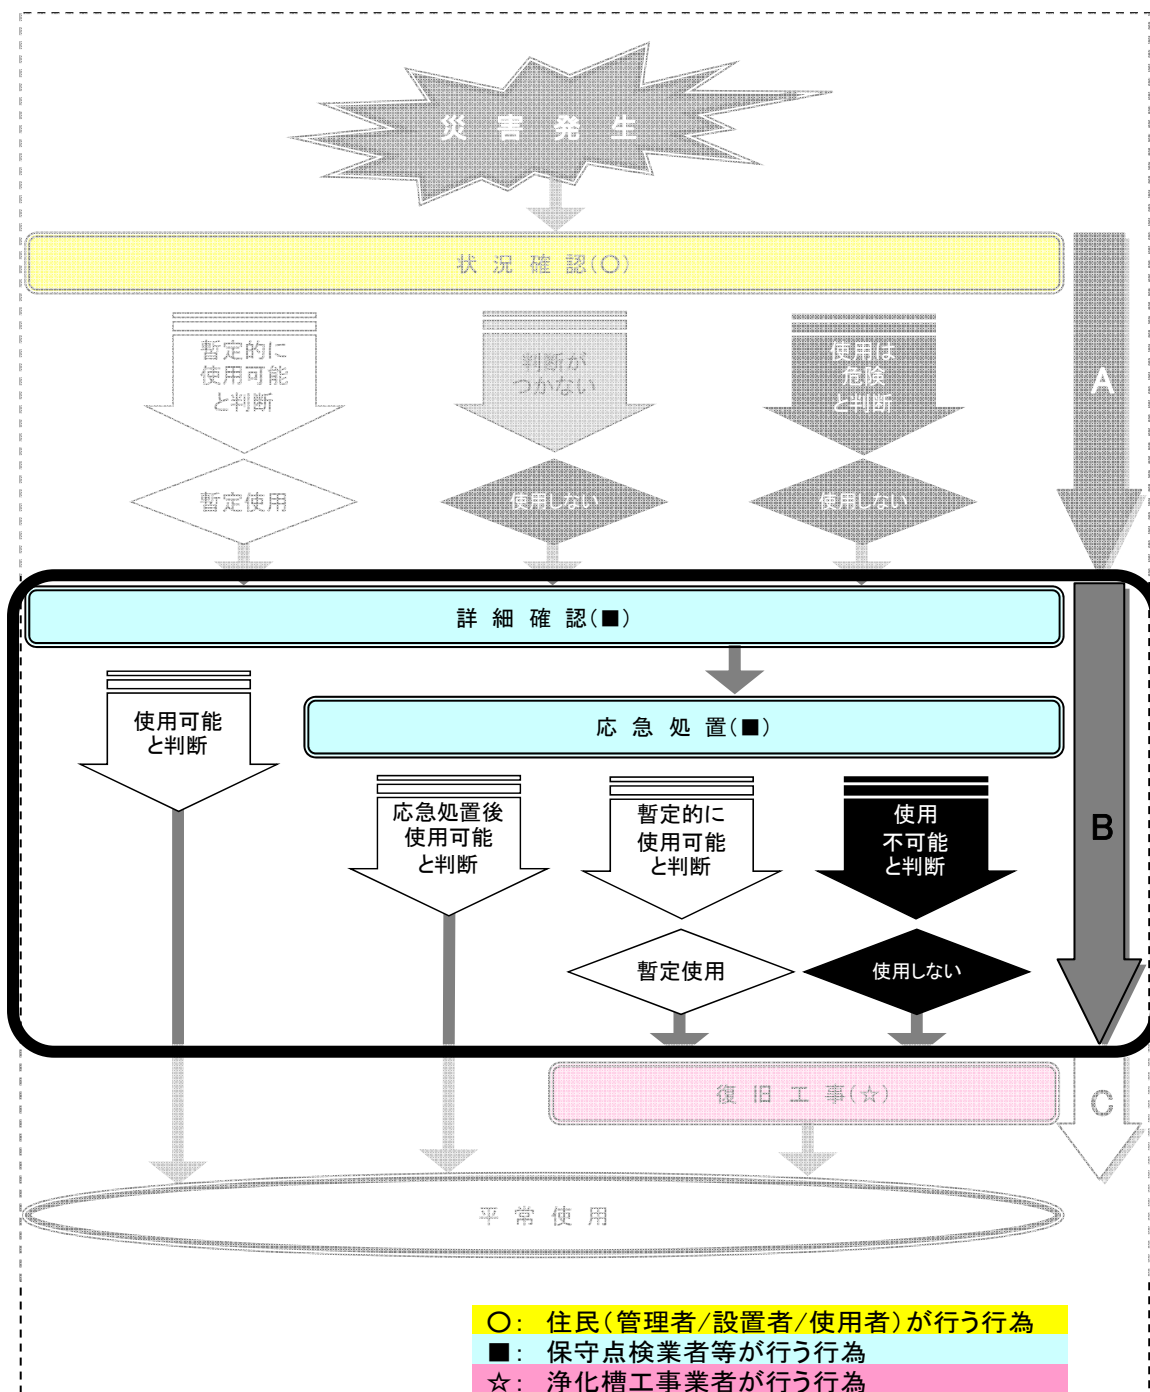 災 害 発 生
状 況 確 認(〇)
暫定的に
使用可能
と判断
判断が
つかない
使用は
危険
と判断
A
暫定使用
使用しない
使用しない
詳 細 確 認(■)
使用可能
と判断
応 急 処 置(■)
応急処置後
使用可能
と判断
暫定的に
使用可能
と判断
使用
不可能
と判断
B
暫定使用
使用しない
復 旧 工 事(☆)
C
平 常 使 用
〇： 住民(管理者/設置者/使用者)が行う行為
■： 保守点検業者等が行う行為
☆： 浄化槽工事業者が行う行為